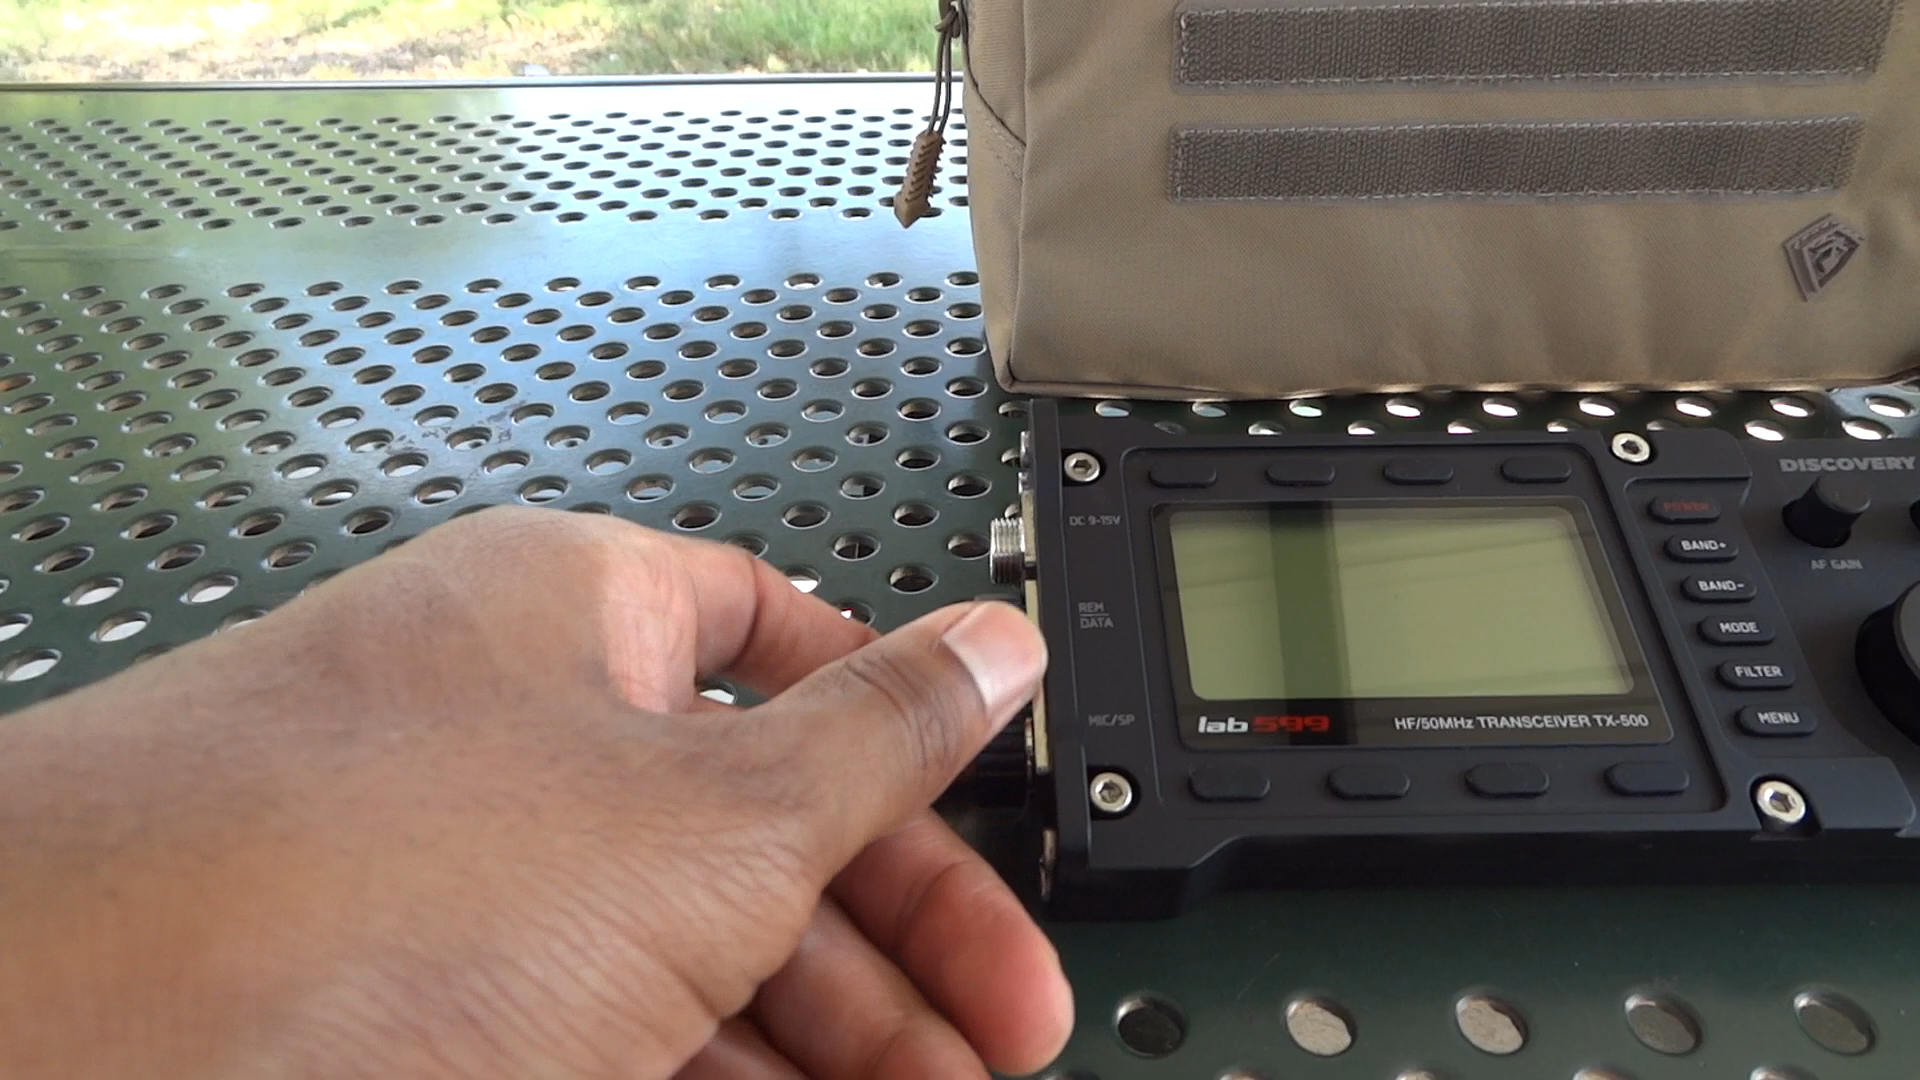 DISCOVERY
POWER
DC 9-15V
BAND+
AF GAIN
BAND-
REM
DATA
MODE
FILTER
MIC/SP
lab599
HF/50MHz TRANSCEIVER TX-500
MENU